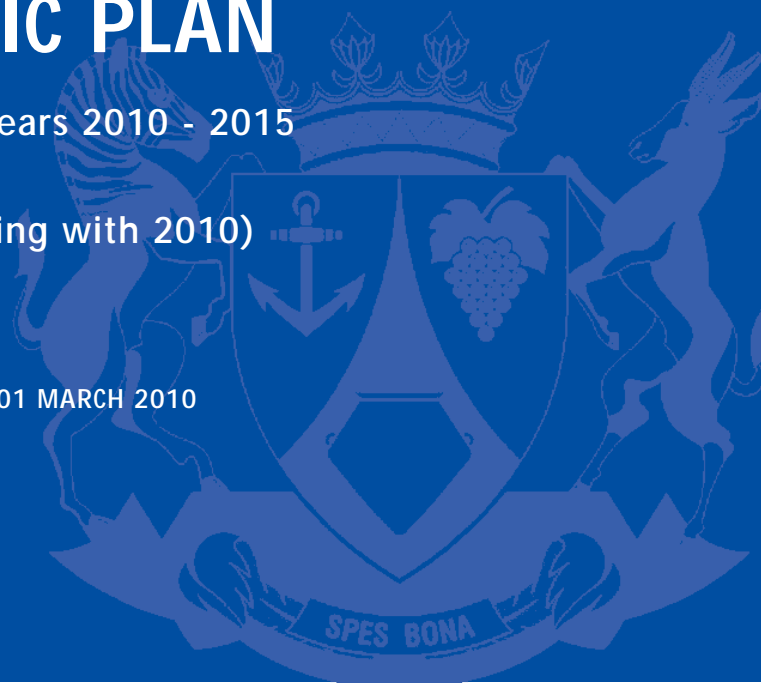 IC PLAN
ears 2010 - 2015
ing with 2010)
01 MARCH 2010
SPES BONA